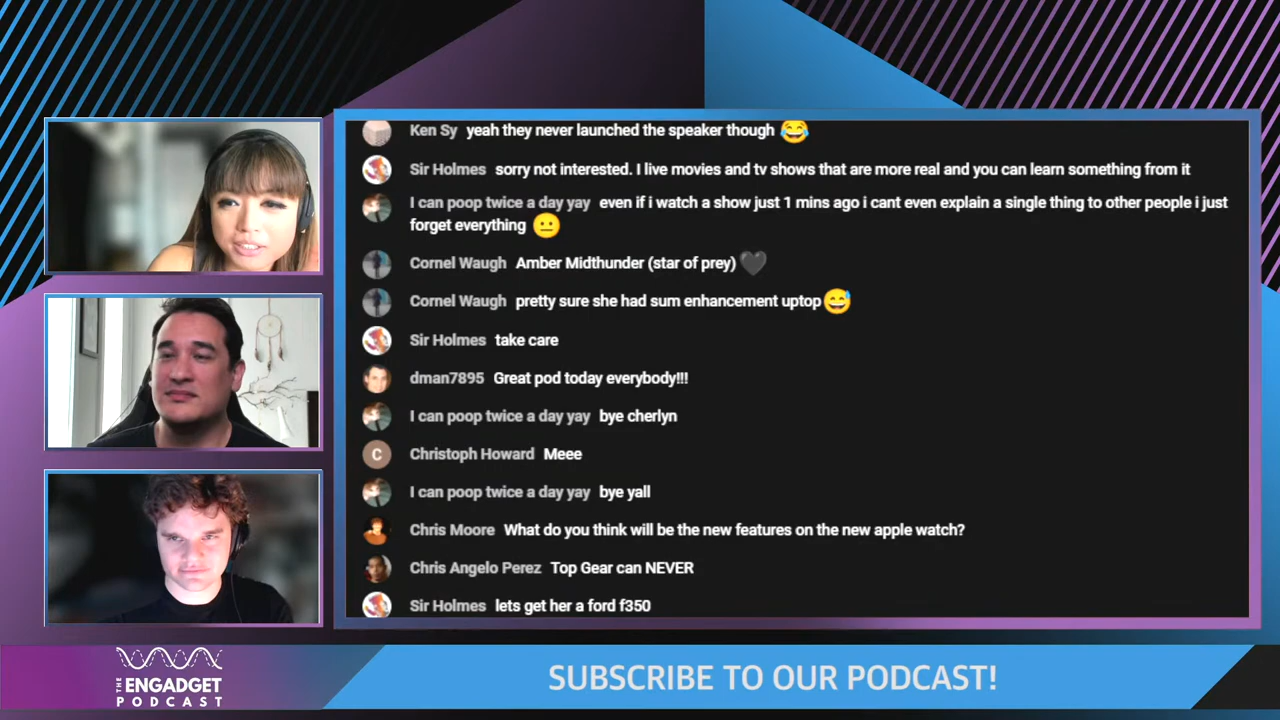 Ken Sy yeah they never launched the speaker though 😂
Sir Holmes sorry not interested. I live movies and tv shows that are more real and you can learn something from it
I can poop twice a day yay even if i watch a show just 1 mins ago i cant even explain a single thing to other people i just
forget everything 😐
Cornel Waugh Amber Midthunder (star of prey) 🖤
Cornel Waugh pretty sure she had sum enhancement uptop 😅
Sir Holmes take care
dman7895 Great pod today everybody!!!
I can poop twice a day yay bye cherlyn
C Christoph Howard Meee
I can poop twice a day yay bye yall
Chris Moore What do you think will be the new features on the new apple watch?
Chris Angelo Perez Top Gear can NEVER
Sir Holmes lets get her a ford f350
THE ENGADGET
PODCAST
SUBSCRIBE TO OUR PODCAST!